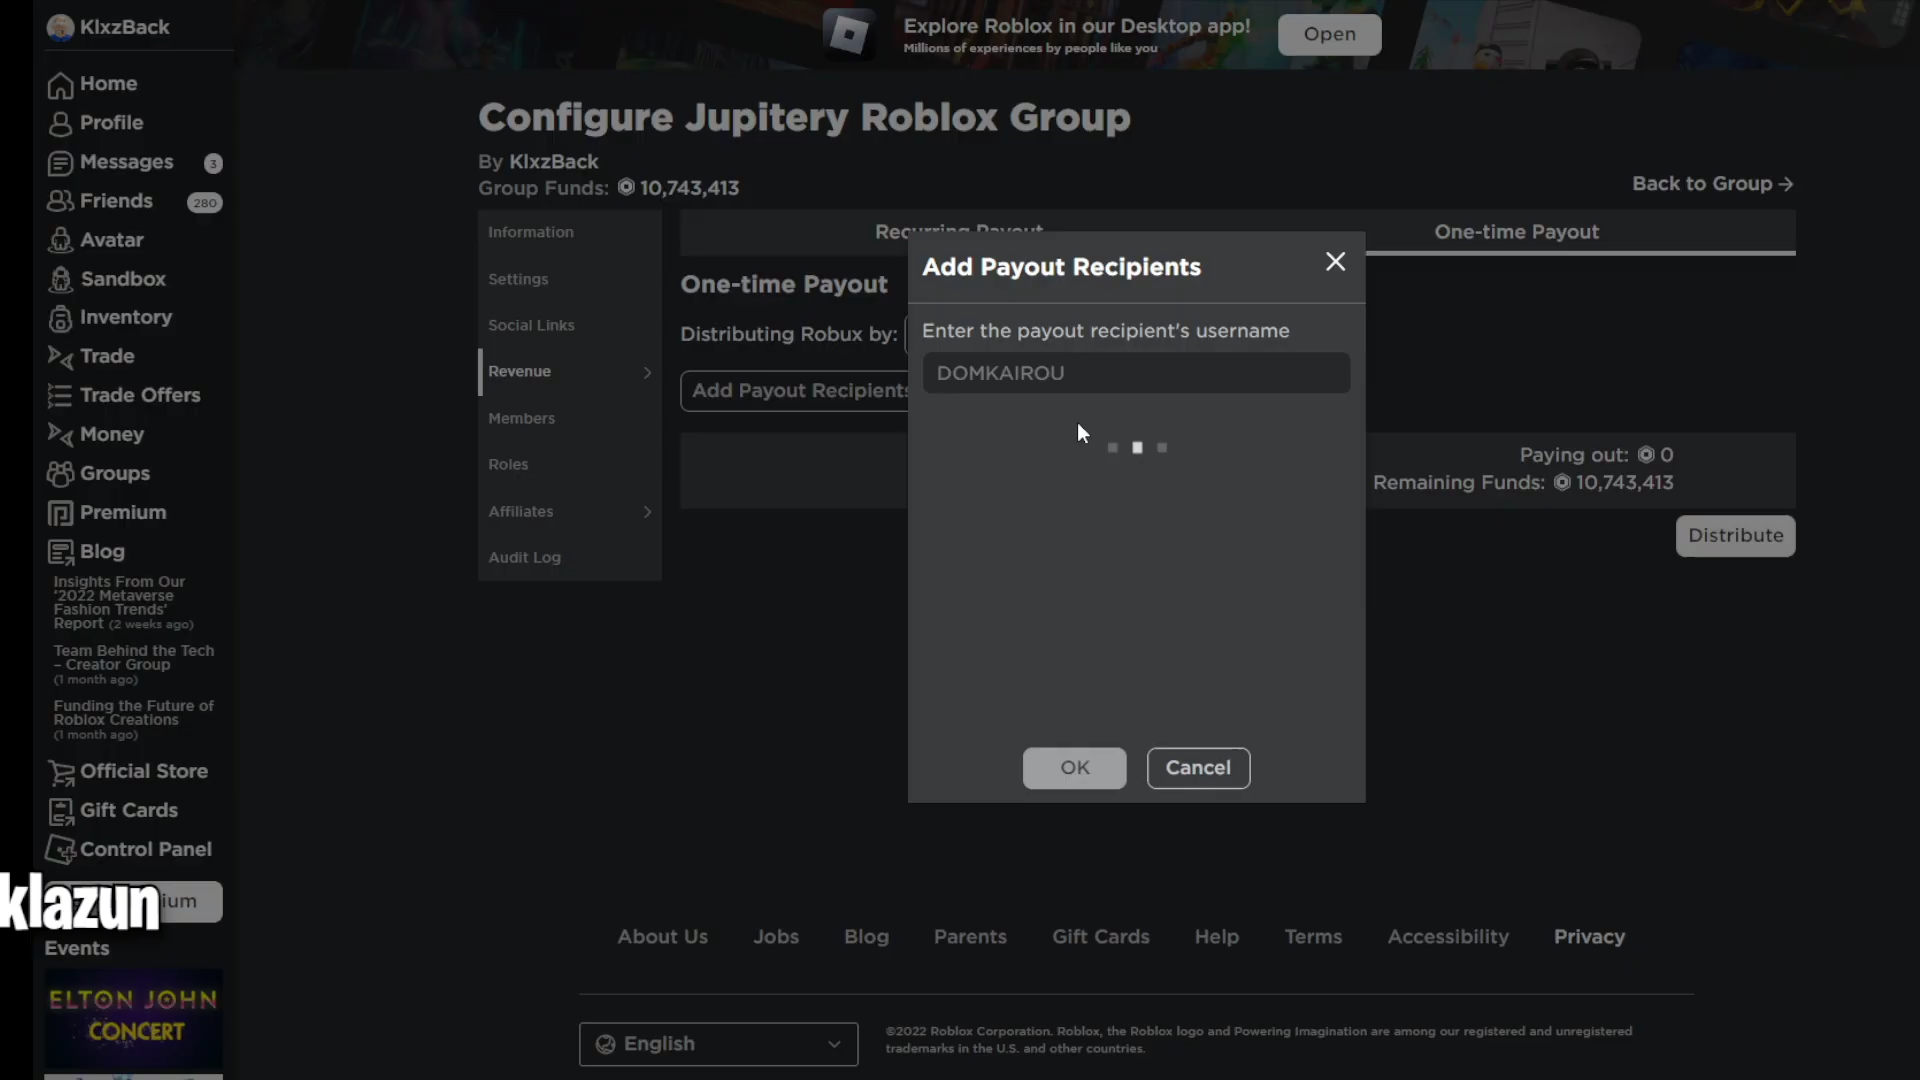 KlxzBack
Explore Roblox in our Desktop app!
Millions of experiences by people like you
Open
Home
Profile
Messages 3
Friends 280
Avatar
Sandbox
Inventory
Trade
Trade Offers
Money
Groups
Premium
Blog
Insights From Our
'2022 Metaverse
Fashion Trends'
Report (2 weeks ago)
Team Behind the Tech
– Creator Group
(1 month ago)
Funding the Future of
Roblox Creations
(1 month ago)
Official Store
Gift Cards
Control Panel
klazun
Events
ELTON JOHN
CONCERT
Configure Jupitery Roblox Group
By KlxzBack
Group Funds: 10,743,413
Back to Group
Information
Settings
Social Links
Revenue
Members
Roles
Affiliates
Audit Log
Recurring Payout
One-time Payout
One-time Payout
Distributing Robux by:
Add Payout Recipients
Paying out: 0
Remaining Funds: 10,743,413
Distribute
Add Payout Recipients
Enter the payout recipient's username
DOMKAIROU
OK
Cancel
About Us
Jobs
Blog
Parents
Gift Cards
Help
Terms
Accessibility
Privacy
English
©2022 Roblox Corporation. Roblox, the Roblox logo and Powering Imagination are among our registered and unregistered
trademarks in the U.S. and other countries.